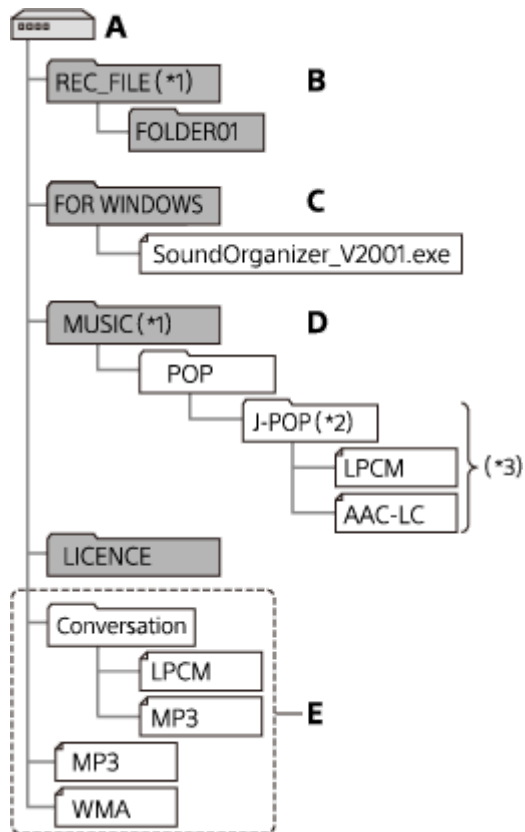 A
REC_FILE(*1) B
FOLDER01
FOR WINDOWS C
SoundOrganizer_V2001.exe
MUSIC(*1) D
POP
J-POP(*2)
LPCM (*3)
AAC-LC
LICENCE
Conversation
LPCM
MP3 E
MP3
WMA